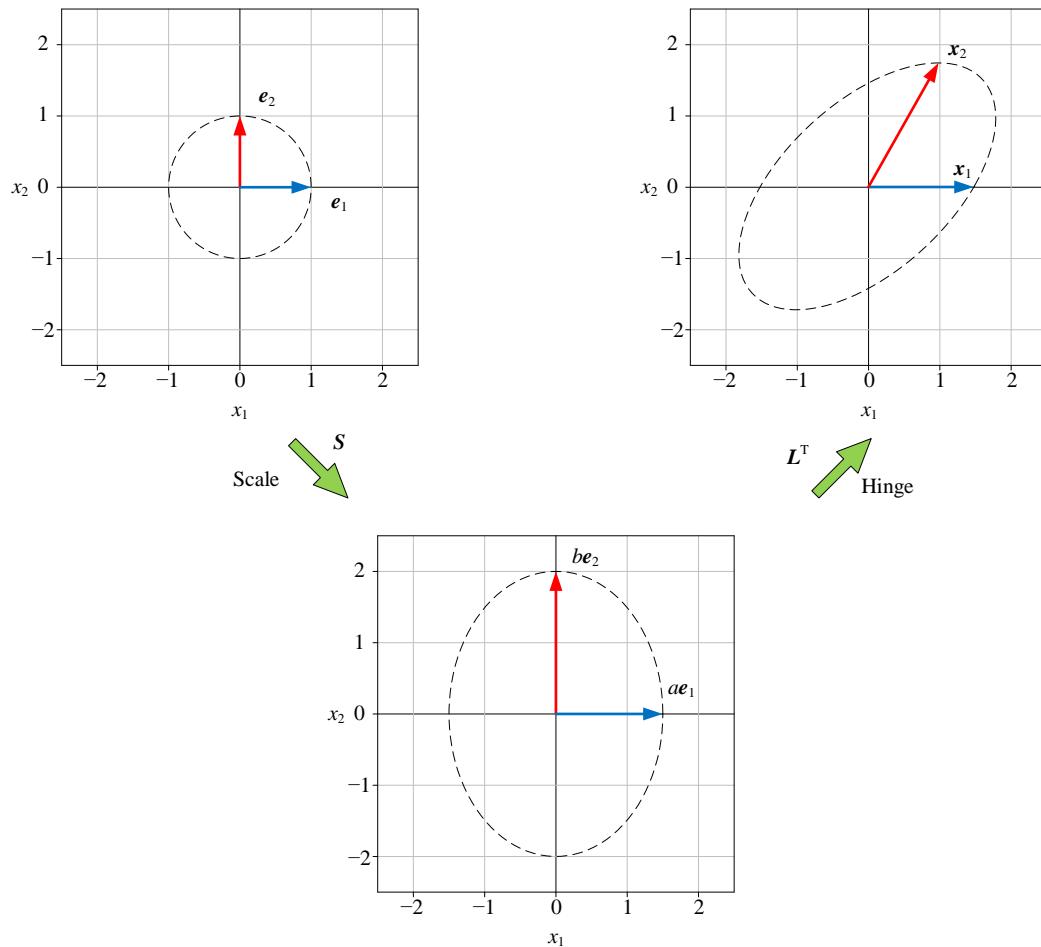 2
1
x₂ 0
−1
−2
−2 −1 0 1 2
x₁
e₂
e₁
2
1
x₂ 0
−1
−2
−2 −1 0 1 2
x₁
x₂
x₁
S
Scale
Lᵀ
Hinge
2
1
x₂ 0
−1
−2
−2 −1 0 1 2
x₁
be₂
ae₁